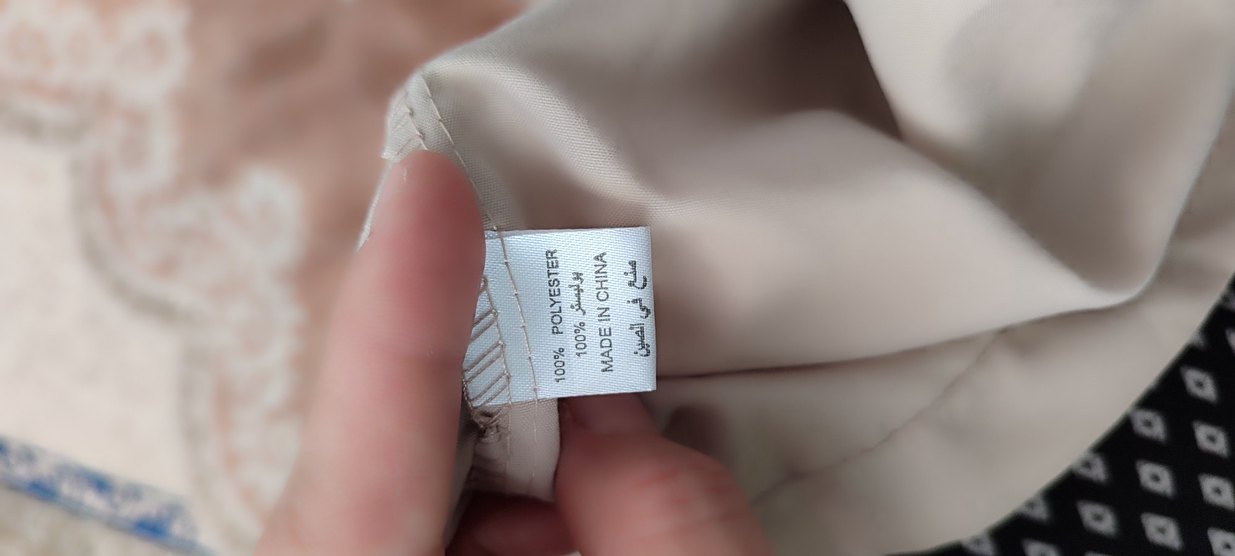 100% POLYESTER
100% بوليستر
MADE IN CHINA
صنع في الصين